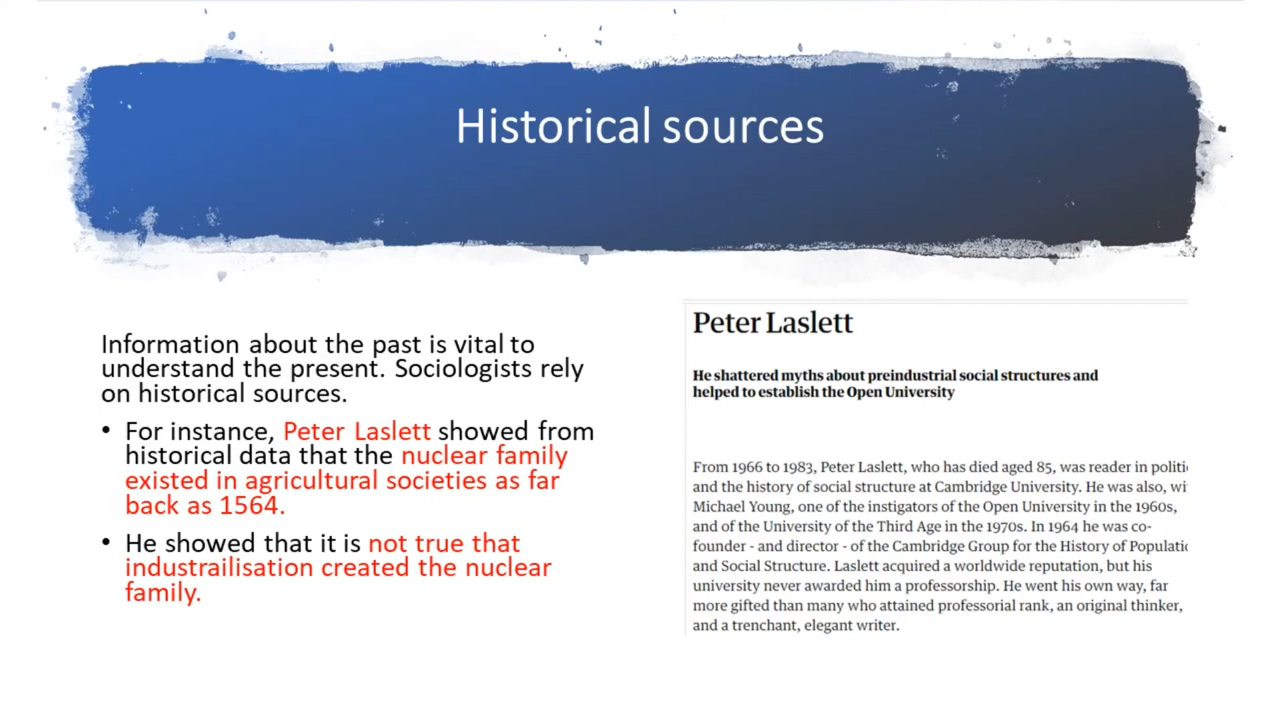 Historical sources
Information about the past is vital to
understand the present. Sociologists rely
on historical sources.
• For instance, Peter Laslett showed from
historical data that the nuclear family
existed in agricultural societies as far
back as 1564.
• He showed that it is not true that
industrailisation created the nuclear
family.
Peter Laslett
He shattered myths about preindustrial social structures and
helped to establish the Open University
From 1966 to 1983, Peter Laslett, who has died aged 85, was reader in politi
and the history of social structure at Cambridge University. He was also, wi
Michael Young, one of the instigators of the Open University in the 1960s,
and of the University of the Third Age in the 1970s. In 1964 he was co-
founder - and director - of the Cambridge Group for the History of Populatio
and Social Structure. Laslett acquired a worldwide reputation, but his
university never awarded him a professorship. He went his own way, far
more gifted than many who attained professorial rank, an original thinker,
and a trenchant, elegant writer.